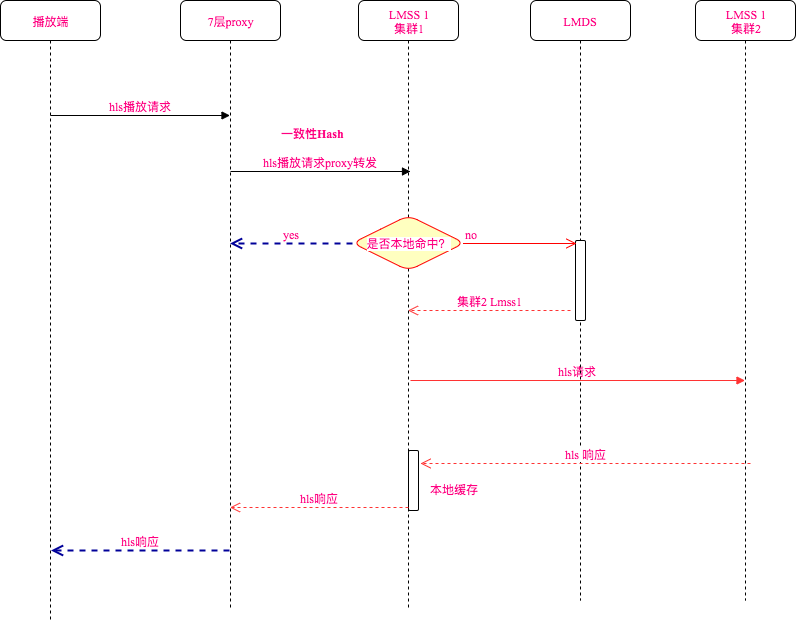 播放端
7层proxy
LMSS 1
集群1
LMDS
LMSS 1
集群2
hls播放请求
一致性Hash
hls播放请求proxy转发
yes
是否本地命中?
no
集群2 Lmss1
hls请求
hls 响应
本地缓存
hls响应
hls响应